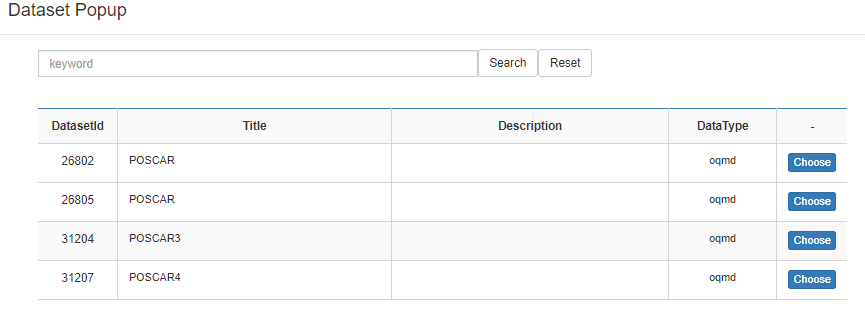 Dataset Popup
keyword Search Reset
DatasetId Title Description DataType -
26802 POSCAR oqmd Choose
26805 POSCAR oqmd Choose
31204 POSCAR3 oqmd Choose
31207 POSCAR4 oqmd Choose